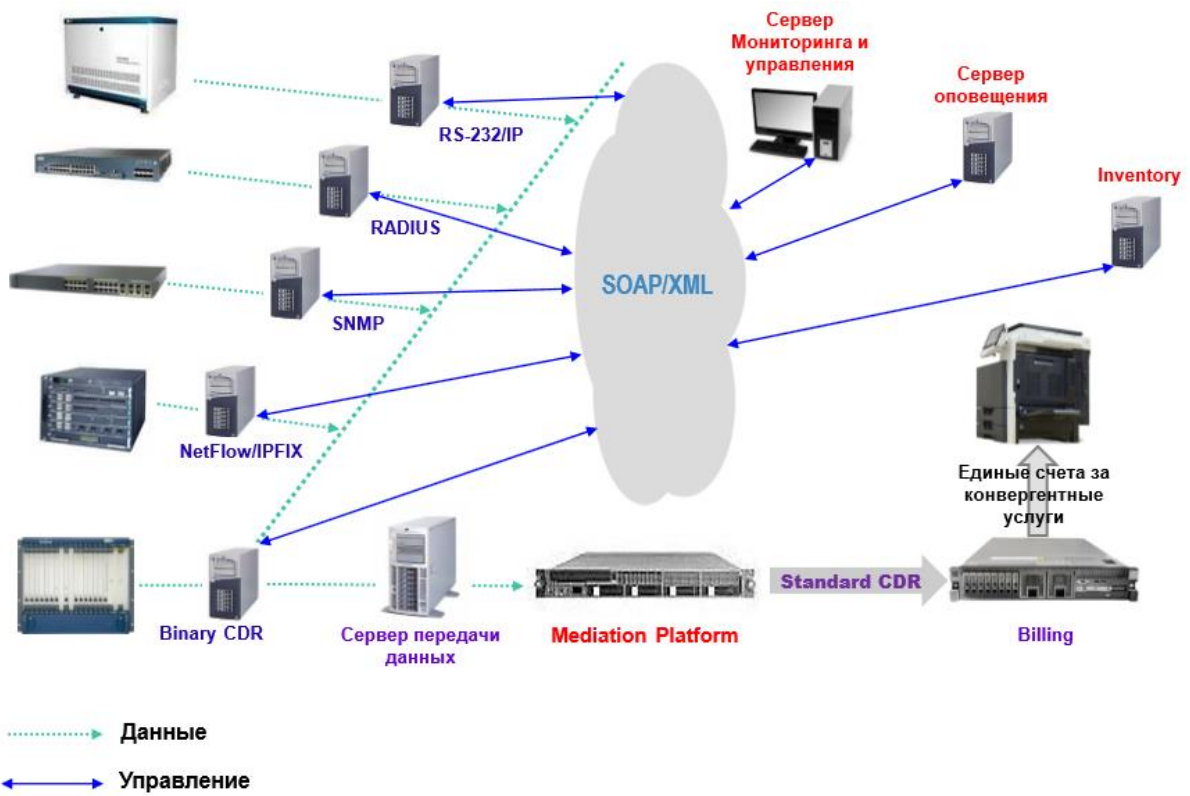 Сервер
Мониторинга и
управления
Сервер
оповещения
RS-232/IP
Inventory
RADIUS
SOAP/XML
SNMP
NetFlow/IPFIX
Единые счета за
конвергентные
услуги
Standard CDR
Binary CDR
Сервер передачи
данных
Mediation Platform
Billing
Данные
Управление